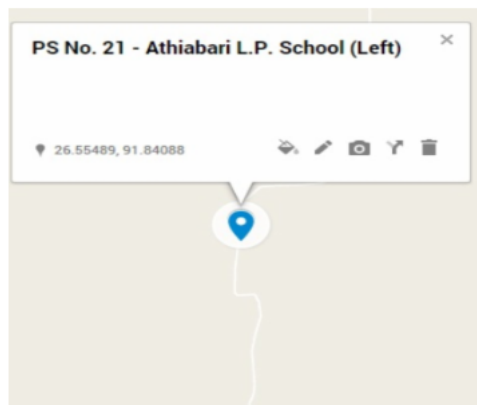 PS No. 21 - Athiabari L.P. School (Left)
26.55489, 91.84088